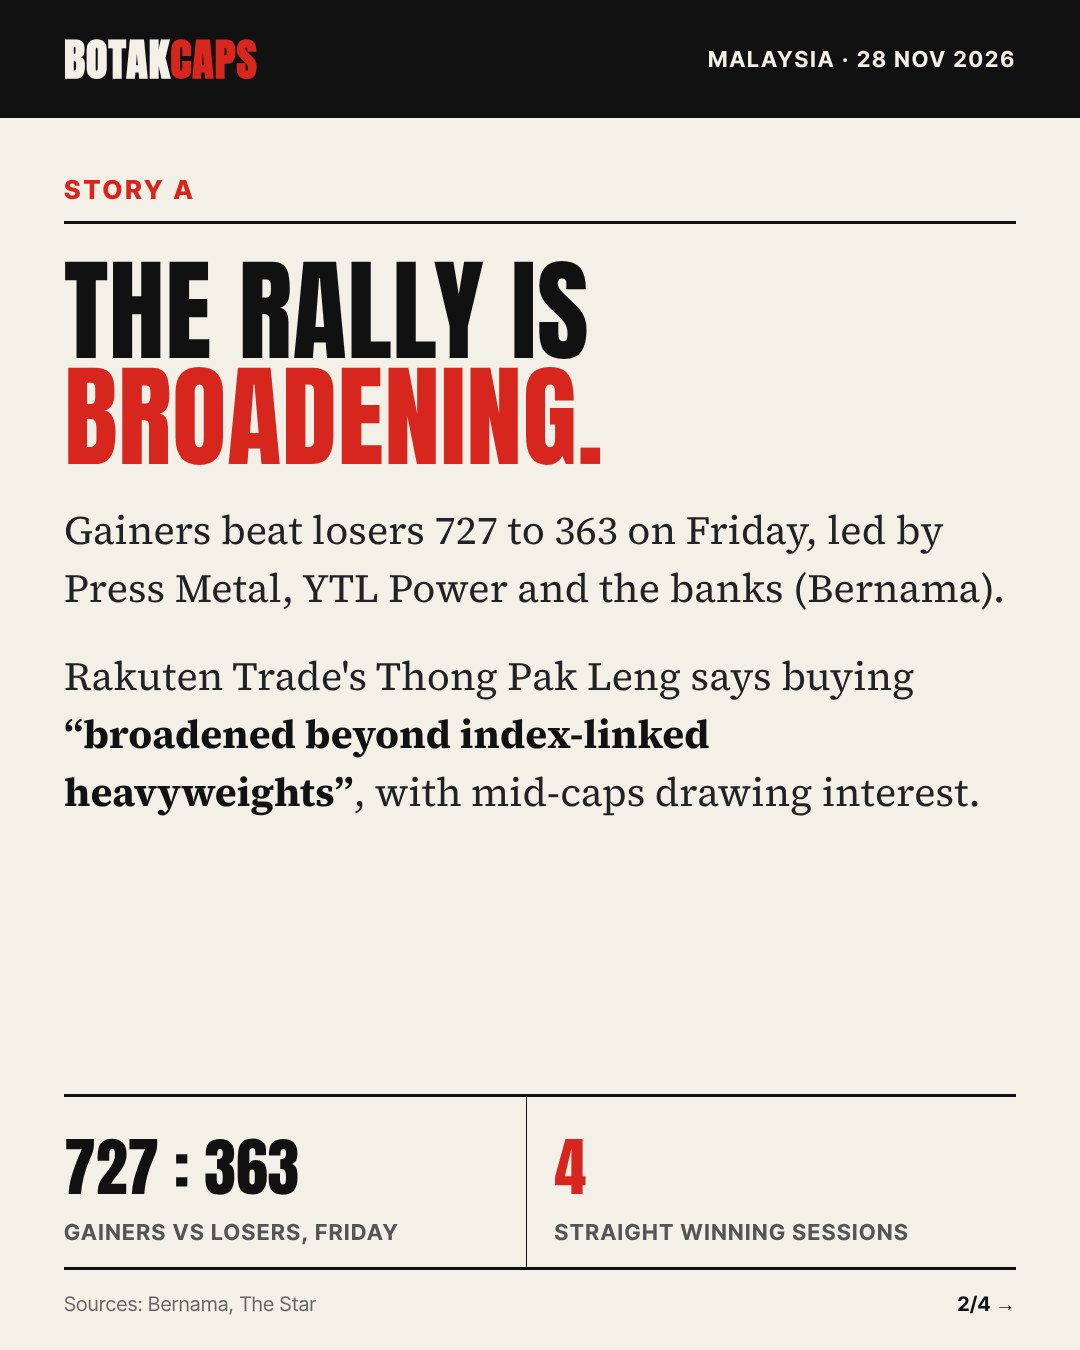 BOTAKCAPS
MALAYSIA · 28 NOV 2026
STORY A
THE RALLY IS
BROADENING.
Gainers beat losers 727 to 363 on Friday, led by
Press Metal, YTL Power and the banks (Bernama).
Rakuten Trade's Thong Pak Leng says buying
“broadened beyond index-linked
heavyweights”, with mid-caps drawing interest.
727 : 363
GAINERS VS LOSERS, FRIDAY
4
STRAIGHT WINNING SESSIONS
Sources: Bernama, The Star
2/4 →